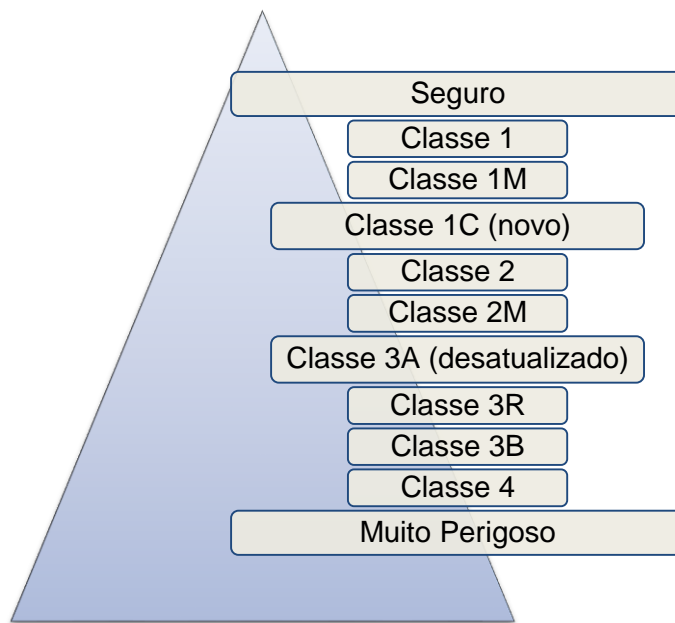 Seguro
Classe 1
Classe 1M
Classe 1C (novo)
Classe 2
Classe 2M
Classe 3A (desatualizado)
Classe 3R
Classe 3B
Classe 4
Muito Perigoso